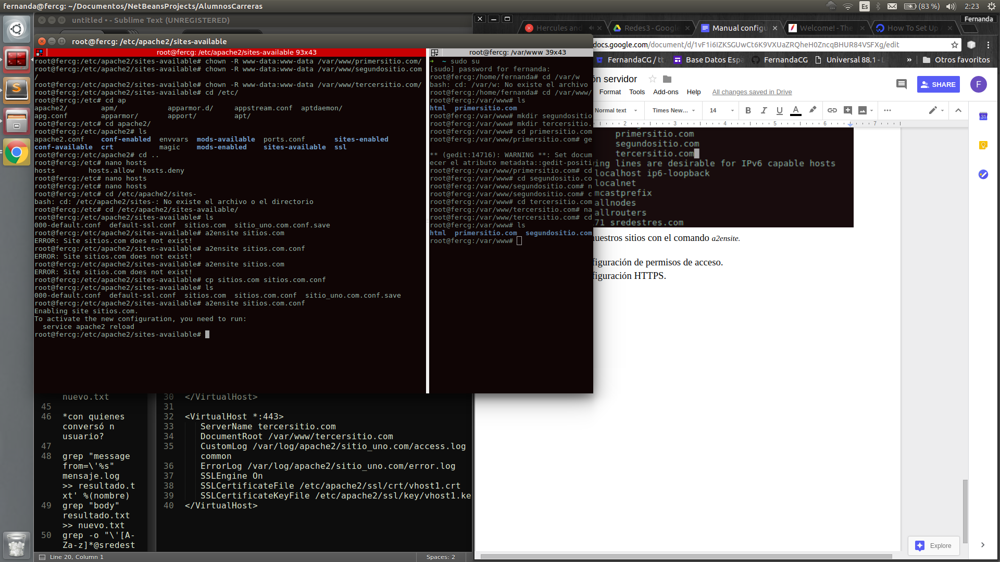 fernanda@fercg: ~/Documentos/NetBeansProjects/AlumnosCarreras
Es
(83 %)
2:23
untitled • - Sublime Text (UNREGISTERED)
root@fercg: /etc/apache2/sites-available
root@fercg: /etc/apache2/sites-available 93x43
root@fercg:/etc/apache2/sites-available# chown -R www-data:www-data /var/www/primersitio.com/
root@fercg:/etc/apache2/sites-available# chown -R www-data:www-data /var/www/segundositio.com
/
root@fercg:/etc/apache2/sites-available# chown -R www-data:www-data /var/www/tercersitio.com/
root@fercg:/etc/apache2/sites-available# cd /etc/
root@fercg:/etc# cd ap
apache2/ apm/ apparmor.d/ appstream.conf aptdaemon/
apg.conf apparmor/ apport/ apt/
root@fercg:/etc# cd apache2/
root@fercg:/etc/apache2# ls
apache2.conf conf-enabled envvars mods-available ports.conf sites-enabled
conf-available crt magic mods-enabled sites-available ssl
root@fercg:/etc/apache2# cd ..
root@fercg:/etc# nano hosts
hosts hosts.allow hosts.deny
root@fercg:/etc# nano hosts
root@fercg:/etc# nano hosts
root@fercg:/etc# cd /etc/apache2/sites-
bash: cd: /etc/apache2/sites-: No existe el archivo o el directorio
root@fercg:/etc# cd /etc/apache2/sites-available/
root@fercg:/etc/apache2/sites-available# ls
000-default.conf default-ssl.conf sitios.com sitio_uno.com.conf.save
root@fercg:/etc/apache2/sites-available# a2ensite sitios.com
ERROR: Site sitios.com does not exist!
root@fercg:/etc/apache2/sites-available# a2ensite sitios.com.conf
ERROR: Site sitios.com does not exist!
root@fercg:/etc/apache2/sites-available# a2ensite sitios.com
ERROR: Site sitios.com does not exist!
root@fercg:/etc/apache2/sites-available# cp sitios.com sitios.com.conf
root@fercg:/etc/apache2/sites-available# ls
000-default.conf default-ssl.conf sitios.com sitios.com.conf sitio_uno.com.conf.save
root@fercg:/etc/apache2/sites-available# a2ensite sitios.com.conf
Enabling site sitios.com.
To activate the new configuration, you need to run:
service apache2 reload
root@fercg:/etc/apache2/sites-available#
root@fercg: /var/www 39x43
➜ ~ sudo su
[sudo] password for fernanda:
root@fercg:/home/fernanda# cd /var/w
bash: cd: /var/w: No existe el archivo
root@fercg:/home/fernanda# cd /var/www/
root@fercg:/var/www# ls
html primersitio.com
root@fercg:/var/www# mkdir segundositio
root@fercg:/var/www# mkdir tercersitio.
root@fercg:/var/www# cd primersitio.com
root@fercg:/var/www/primersitio.com# ge
** (gedit:14716): WARNING **: Set docum
ecer el atributo metadata::gedit-positi
root@fercg:/var/www/primersitio.com# cd
root@fercg:/var/www# cd segundositio.co
root@fercg:/var/www/segundositio.com# n
root@fercg:/var/www/segundositio.com# c
root@fercg:/var/www# cd tercersitio.com
root@fercg:/var/www/tercersitio.com# na
root@fercg:/var/www/tercersitio.com# cd
root@fercg:/var/www# ls
html primersitio.com segundositio.com
root@fercg:/var/www#
nuevo.txt
45
46 *con quienes
conversó n
usuario?
47
48 grep "message
from=\'%s"
mensaje.log
>> resultado.t
xt' %(nombre)
49 grep "body"
resultado.txt
>> nuevo.txt
50 grep -o "\'[A-
Za-z]*@sredest
30 </VirtualHost>
31
32 <VirtualHost *:443>
33 ServerName tercersitio.com
34 DocumentRoot /var/www/tercersitio.com
35 CustomLog /var/log/apache2/sitio_uno.com/access.log
common
36 ErrorLog /var/log/apache2/sitio_uno.com/error.log
37 SSLEngine On
38 SSLCertificateFile /etc/apache2/ssl/crt/vhost1.crt
39 SSLCertificateKeyFile /etc/apache2/ssl/key/vhost1.ke
40 </VirtualHost>
Line 20, Column 1
Spaces: 2
Fernanda
Hercules and
Redes3 - Google
Manual configu
Welcome! - The
How To Set Up
docs.google.com/document/d/1vF1i6IZKSGUwCt6K9VXUaZRQheH0ZncqBHUR84VSFXg/edit
FernandaCG / tt
Base Datos Espa
FernandaCG
Universal 88.1 - L
»
Otros favoritos
ón servidor
SHARE
F
Format Tools Add-ons Help All changes saved in Drive
Normal text Times New... 14 B I U A
2 3 4 5 6 7
31
primersitio.com
segundositio.com
tercersitio.com
ing lines are desirable for IPv6 capable hosts
localhost ip6-loopback
localnet
mcastprefix
allnodes
allrouters
71 sredestres.com
uestros sitios con el comando a2ensite.
figuración de permisos de acceso.
figuración HTTPS.
Explore